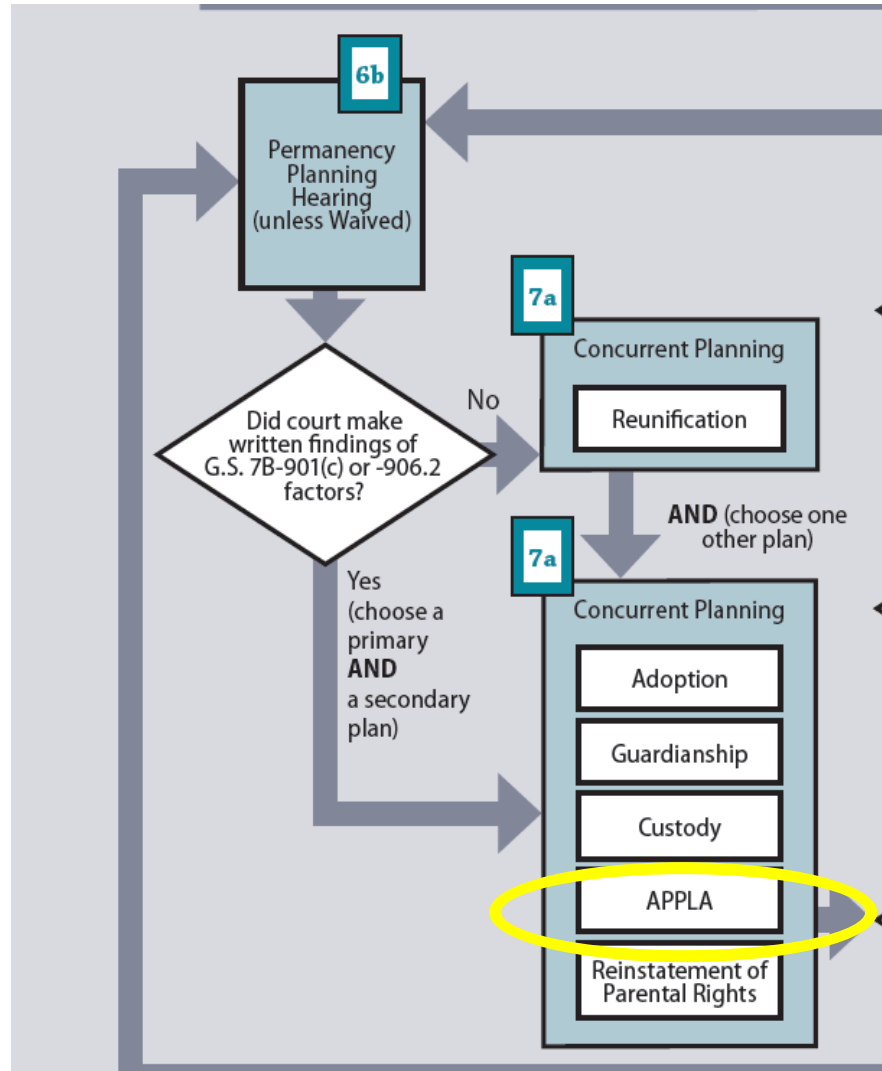 6b
Permanency
Planning
Hearing
(unless Waived)
Did court make
written findings of
G.S. 7B-901(c) or -906.2
factors?
No
7a
Concurrent Planning
Reunification
AND (choose one
other plan)
Yes
(choose a
primary
AND
a secondary
plan)
7a
Concurrent Planning
Adoption
Guardianship
Custody
APPLA
Reinstatement of
Parental Rights